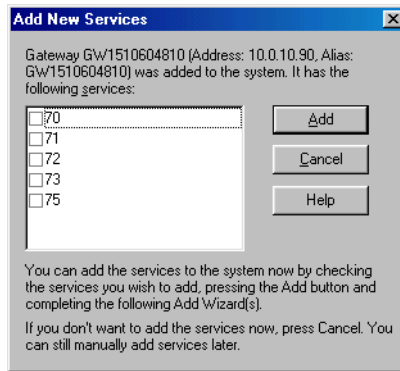 Add New Services
Gateway GW1510604810 (Address: 10.0.10.90, Alias:
GW1510604810) was added to the system. It has the
following services:
70
71
72
73
75
Add
Cancel
Help
You can add the services to the system now by checking
the services you wish to add, pressing the Add button and
completing the following Add Wizard(s).
If you don't want to add the services now, press Cancel. You
can still manually add services later.